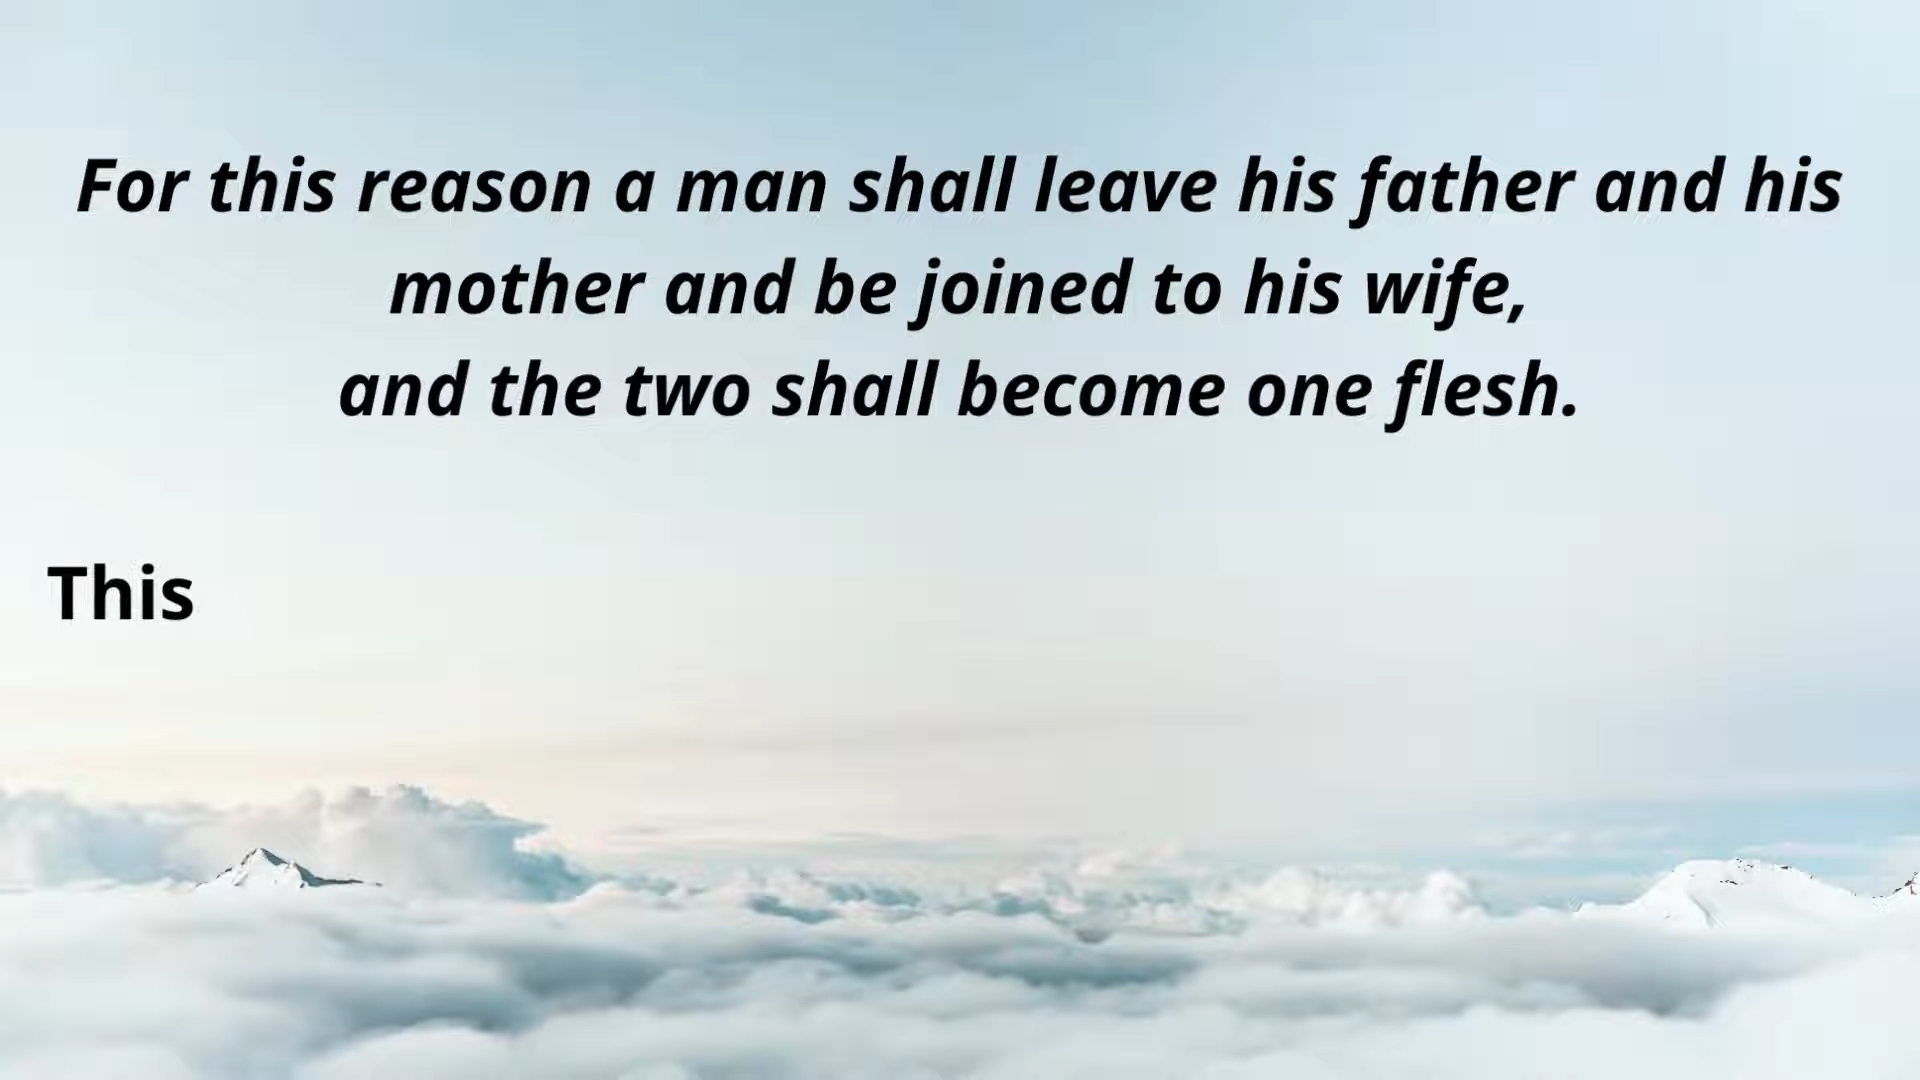 For this reason a man shall leave his father and his
mother and be joined to his wife,
and the two shall become one flesh.
This